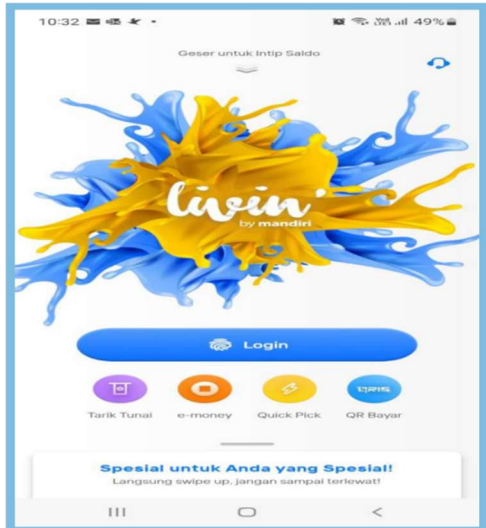 10:32
49%
Geser untuk Intip Saldo
livin'
by mandiri
Login
QRIS
Tarik Tunai e-money Quick Pick QR Bayar
Spesial untuk Anda yang Spesial!
Langsung swipe up, jangan sampai terlewat!